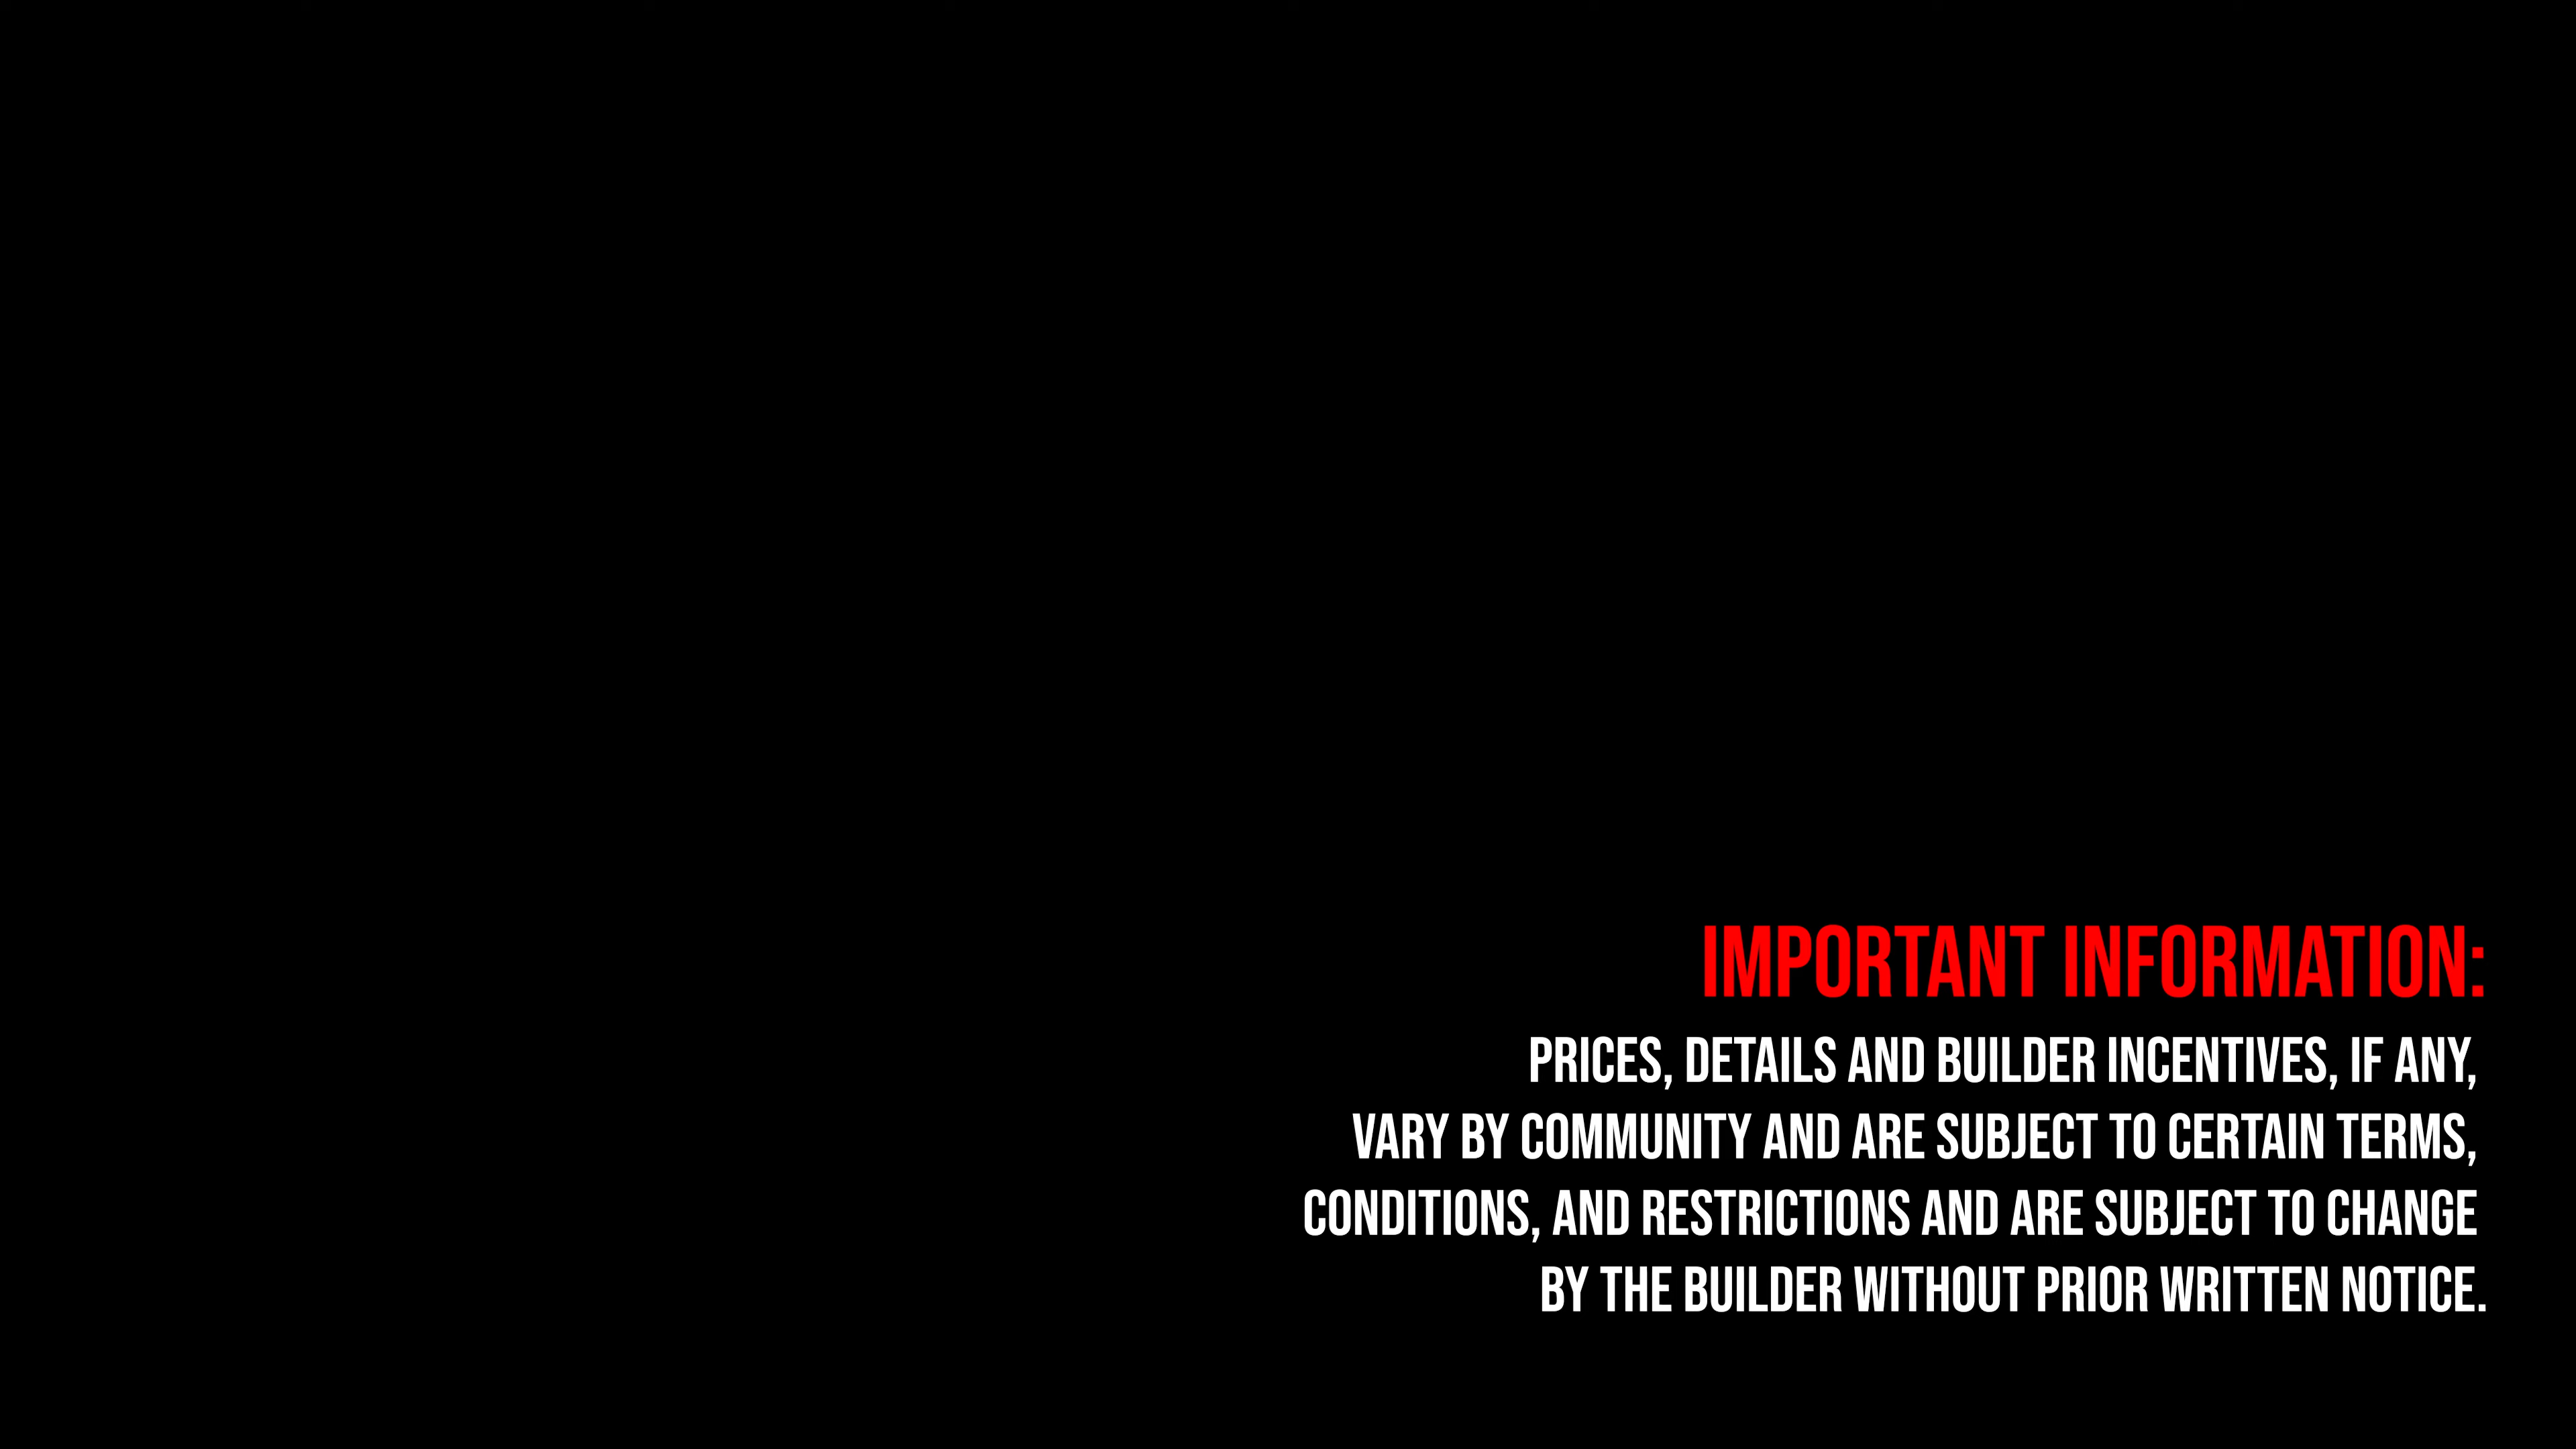 IMPORTANT INFORMATION:
PRICES, DETAILS AND BUILDER INCENTIVES, IF ANY,
VARY BY COMMUNITY AND ARE SUBJECT TO CERTAIN TERMS,
CONDITIONS, AND RESTRICTIONS AND ARE SUBJECT TO CHANGE
BY THE BUILDER WITHOUT PRIOR WRITTEN NOTICE.